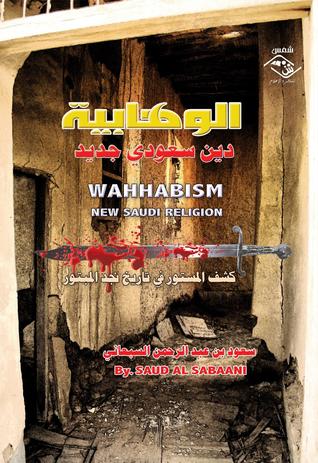 شمس
الوهابية
دين سعودي جديد
WAHHABISM
NEW SAUDI RELIGION
كشف المستور في تاريخ نجد المبتور
سعود بن عبد الرحمن السبعاني
By. SAUD AL SABAANI